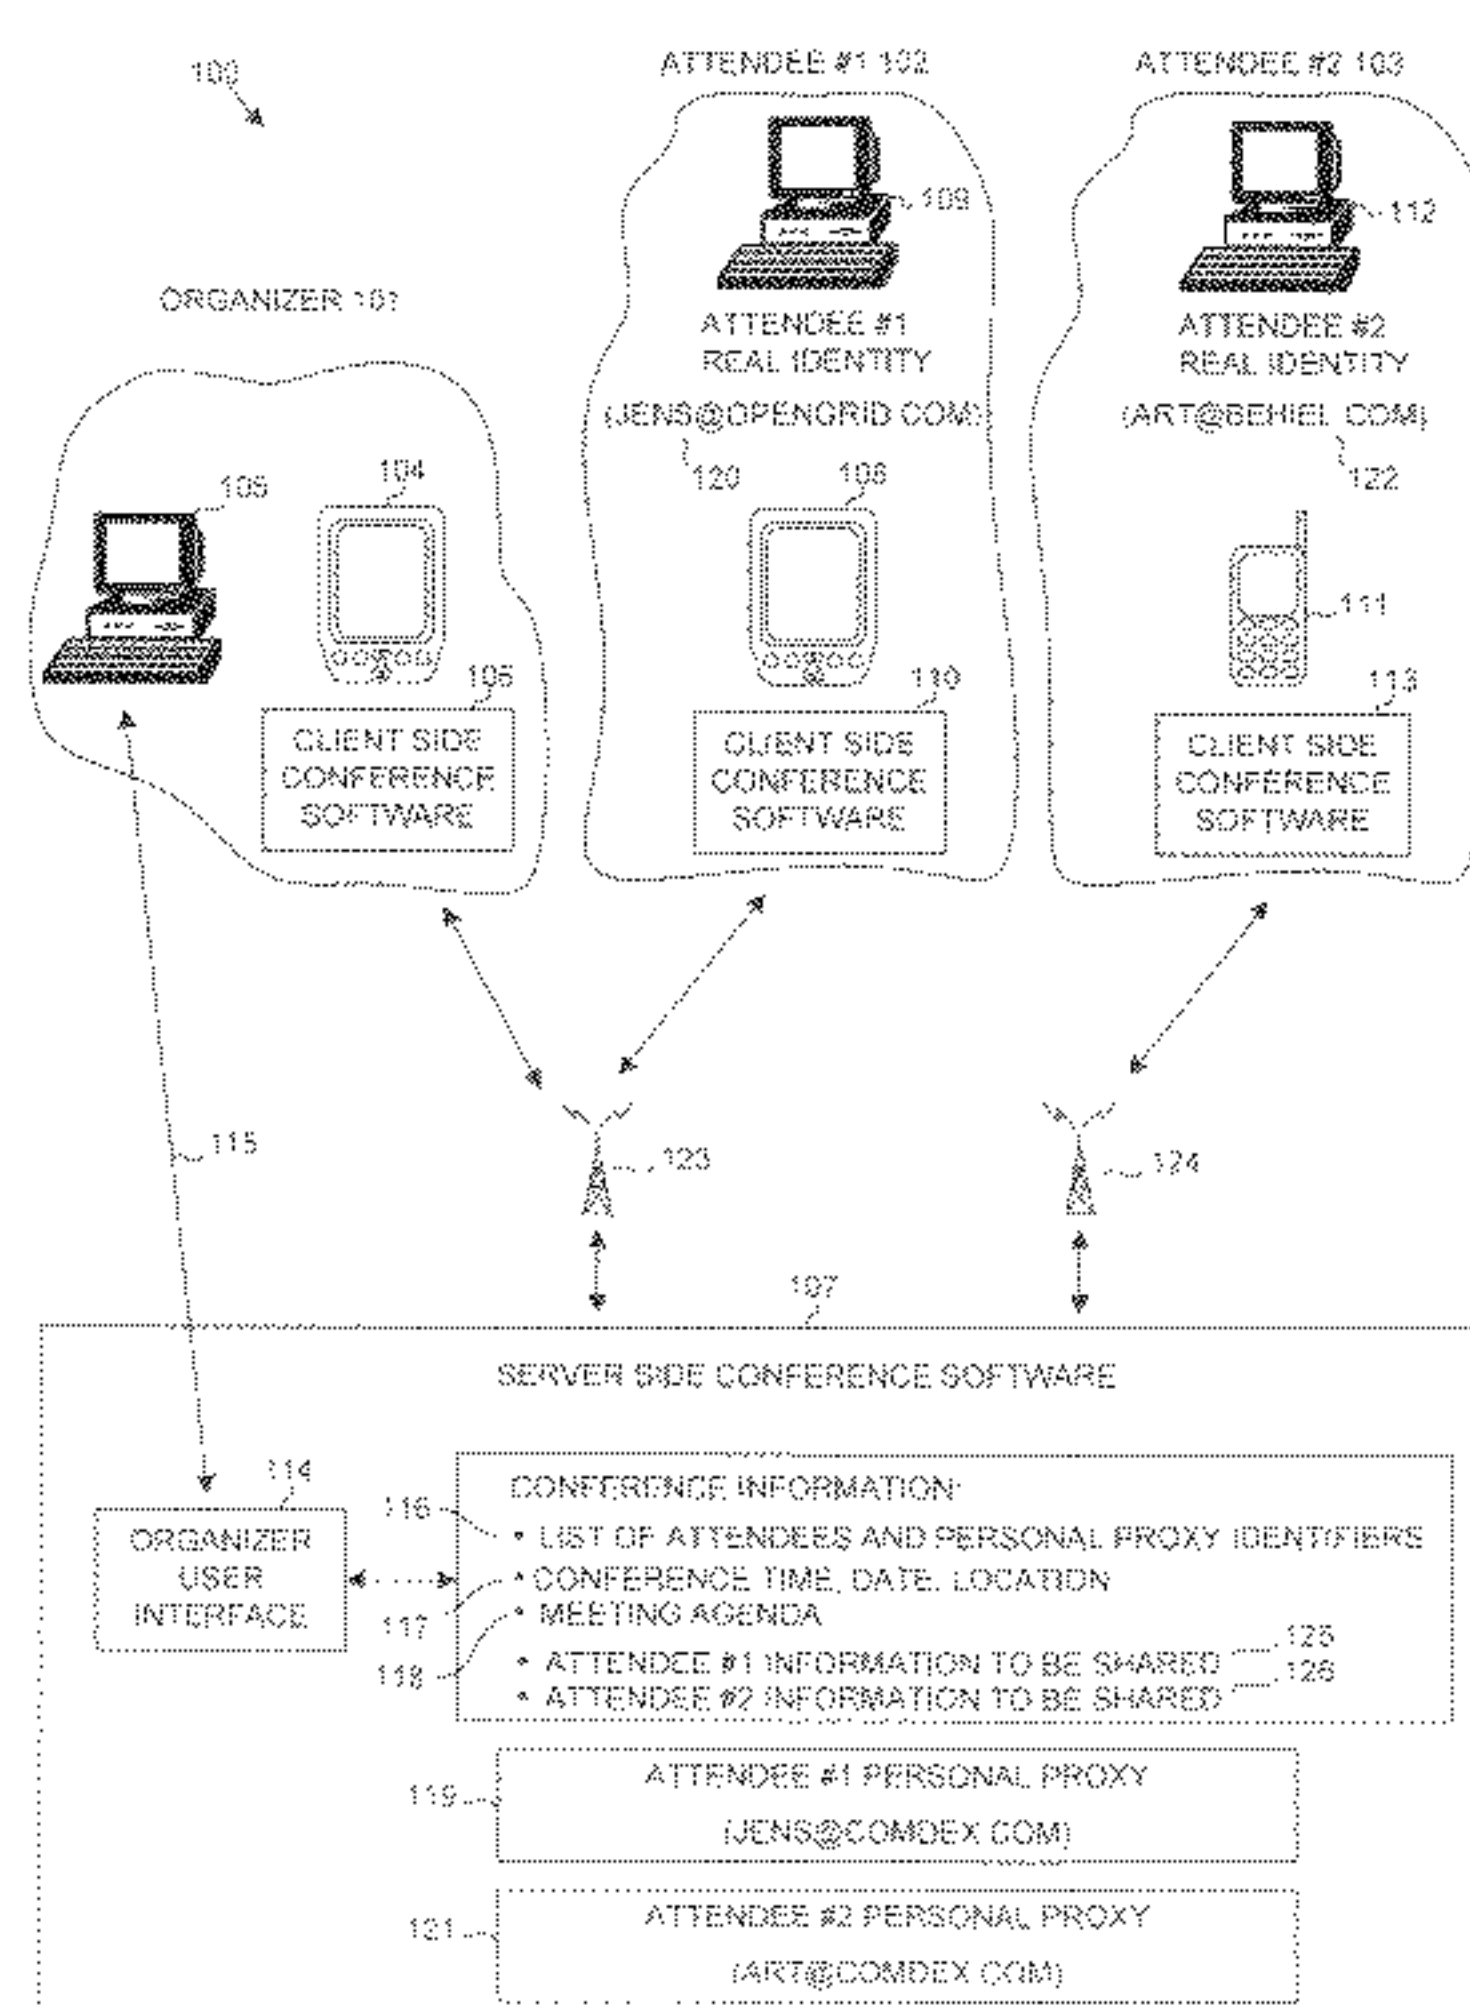 100
ATTENDEE #1 102
ATTENDEE #2 103
109
112
ORGANIZER 101
ATTENDEE #1
REAL IDENTITY
(JENS@OPENGRID.COM)
120
ATTENDEE #2
REAL IDENTITY
(ART@BEHIEL.COM)
122
106
104
108
111
105
CLIENT SIDE
CONFERENCE
SOFTWARE
110
CLIENT SIDE
CONFERENCE
SOFTWARE
113
CLIENT SIDE
CONFERENCE
SOFTWARE
115
123
124
107
SERVER SIDE CONFERENCE SOFTWARE
114
ORGANIZER
USER
INTERFACE
CONFERENCE INFORMATION:
116
• LIST OF ATTENDEES AND PERSONAL PROXY IDENTIFIERS
• CONFERENCE TIME, DATE, LOCATION
117
• MEETING AGENDA
118
• ATTENDEE #1 INFORMATION TO BE SHARED 125
• ATTENDEE #2 INFORMATION TO BE SHARED 126
119
ATTENDEE #1 PERSONAL PROXY
(JENS@COMDEX.COM)
121
ATTENDEE #2 PERSONAL PROXY
(ART@COMDEX.COM)